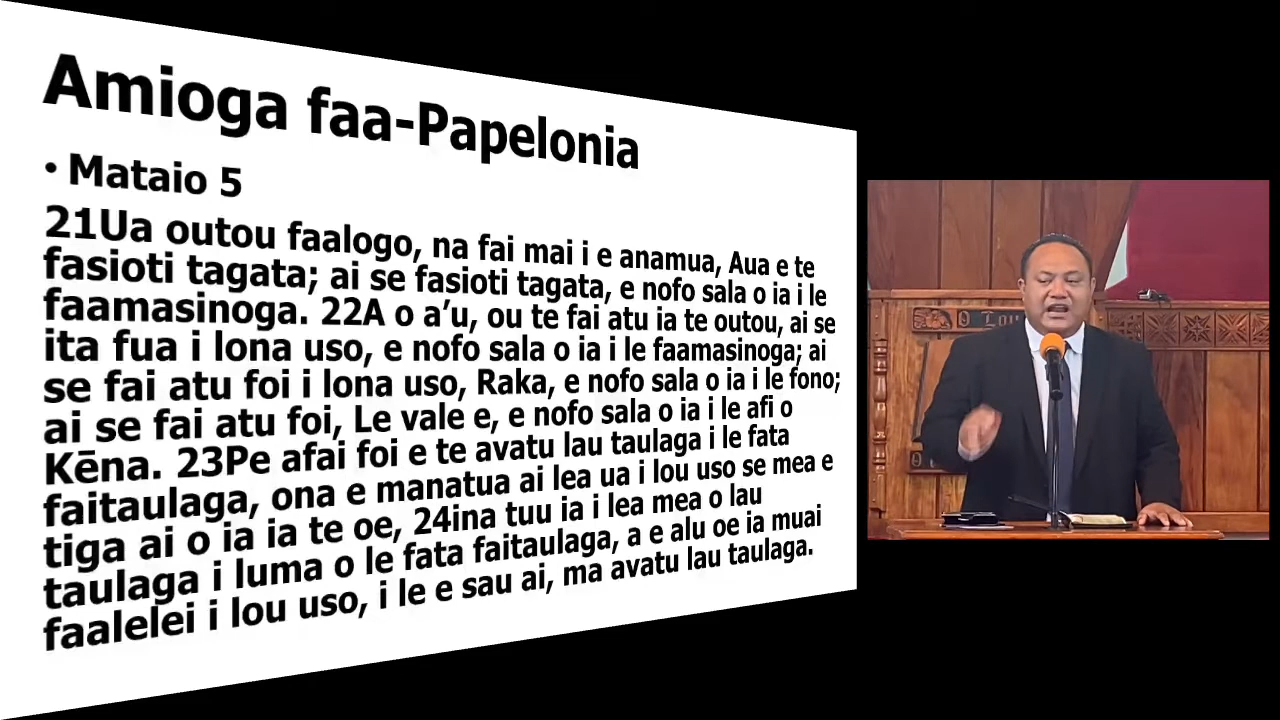 Amioga faa-Papelonia
• Mataio 5
21Ua outou faalogo, na fai mai i e anamua, Aua e te
fasioti tagata; ai se fasioti tagata, e nofo sala o ia i le
faamasinoga. 22A o a’u, ou te fai atu ia te outou, ai se
ita fua i lona uso, e nofo sala o ia i le faamasinoga; ai
se fai atu foi i lona uso, Raka, e nofo sala o ia i le fono;
ai se fai atu foi, Le vale e, e nofo sala o ia i le afi o
Kēna. 23Pe afai foi e te avatu lau taulaga i le fata
faitaulaga, ona e manatua ai lea ua i lou uso se mea e
tiga ai o ia ia te oe, 24ina tuu ia i lea mea o lau
taulaga i luma o le fata faitaulaga, a e alu oe ia muai
faalelei i lou uso, i le e sau ai, ma avatu lau taulaga.